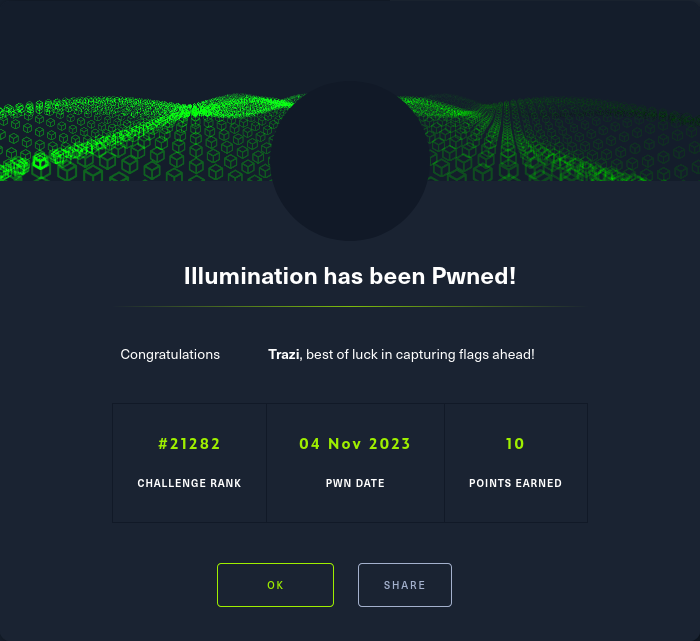 Illumination has been Pwned!
Congratulations Trazi, best of luck in capturing flags ahead!
#21282 04 Nov 2023 10
CHALLENGE RANK PWN DATE POINTS EARNED
OK SHARE